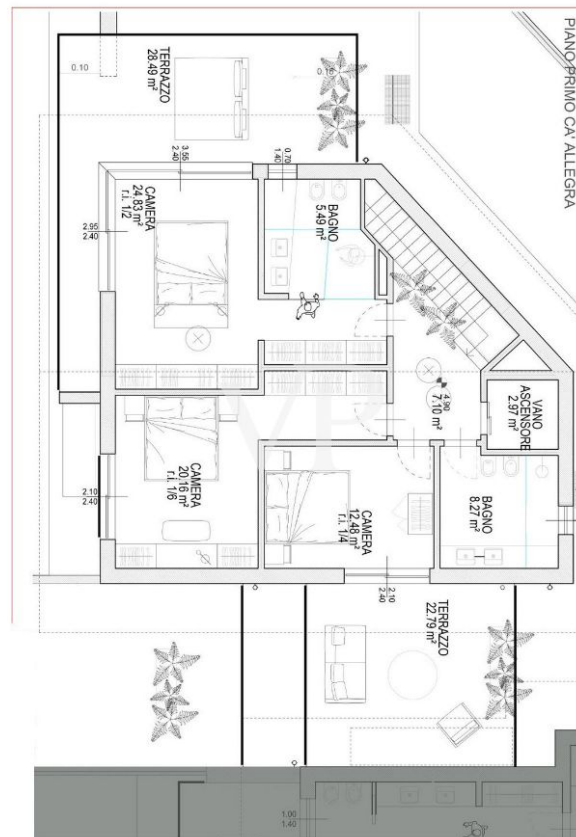 PIANO PRIMO CA' ALLEGRA
TERRAZZO
28.49 m²
0.10
3.55
2.40
0.70
1.40
CAMERA
24,83 m²
r.i. 1/2
BAGNO
5.49 m²
2.95
2.40
4.90
7.10 m²
VANO
ASCENSORE
2.97 m²
VP
CAMERA
20,16 m²
r.i. 1/6
CAMERA
12.48 m²
r.i. 1/4
BAGNO
8.27 m²
2.10
2.40
2.10
2.40
TERRAZZO
22.79 m²
1.00
1.40